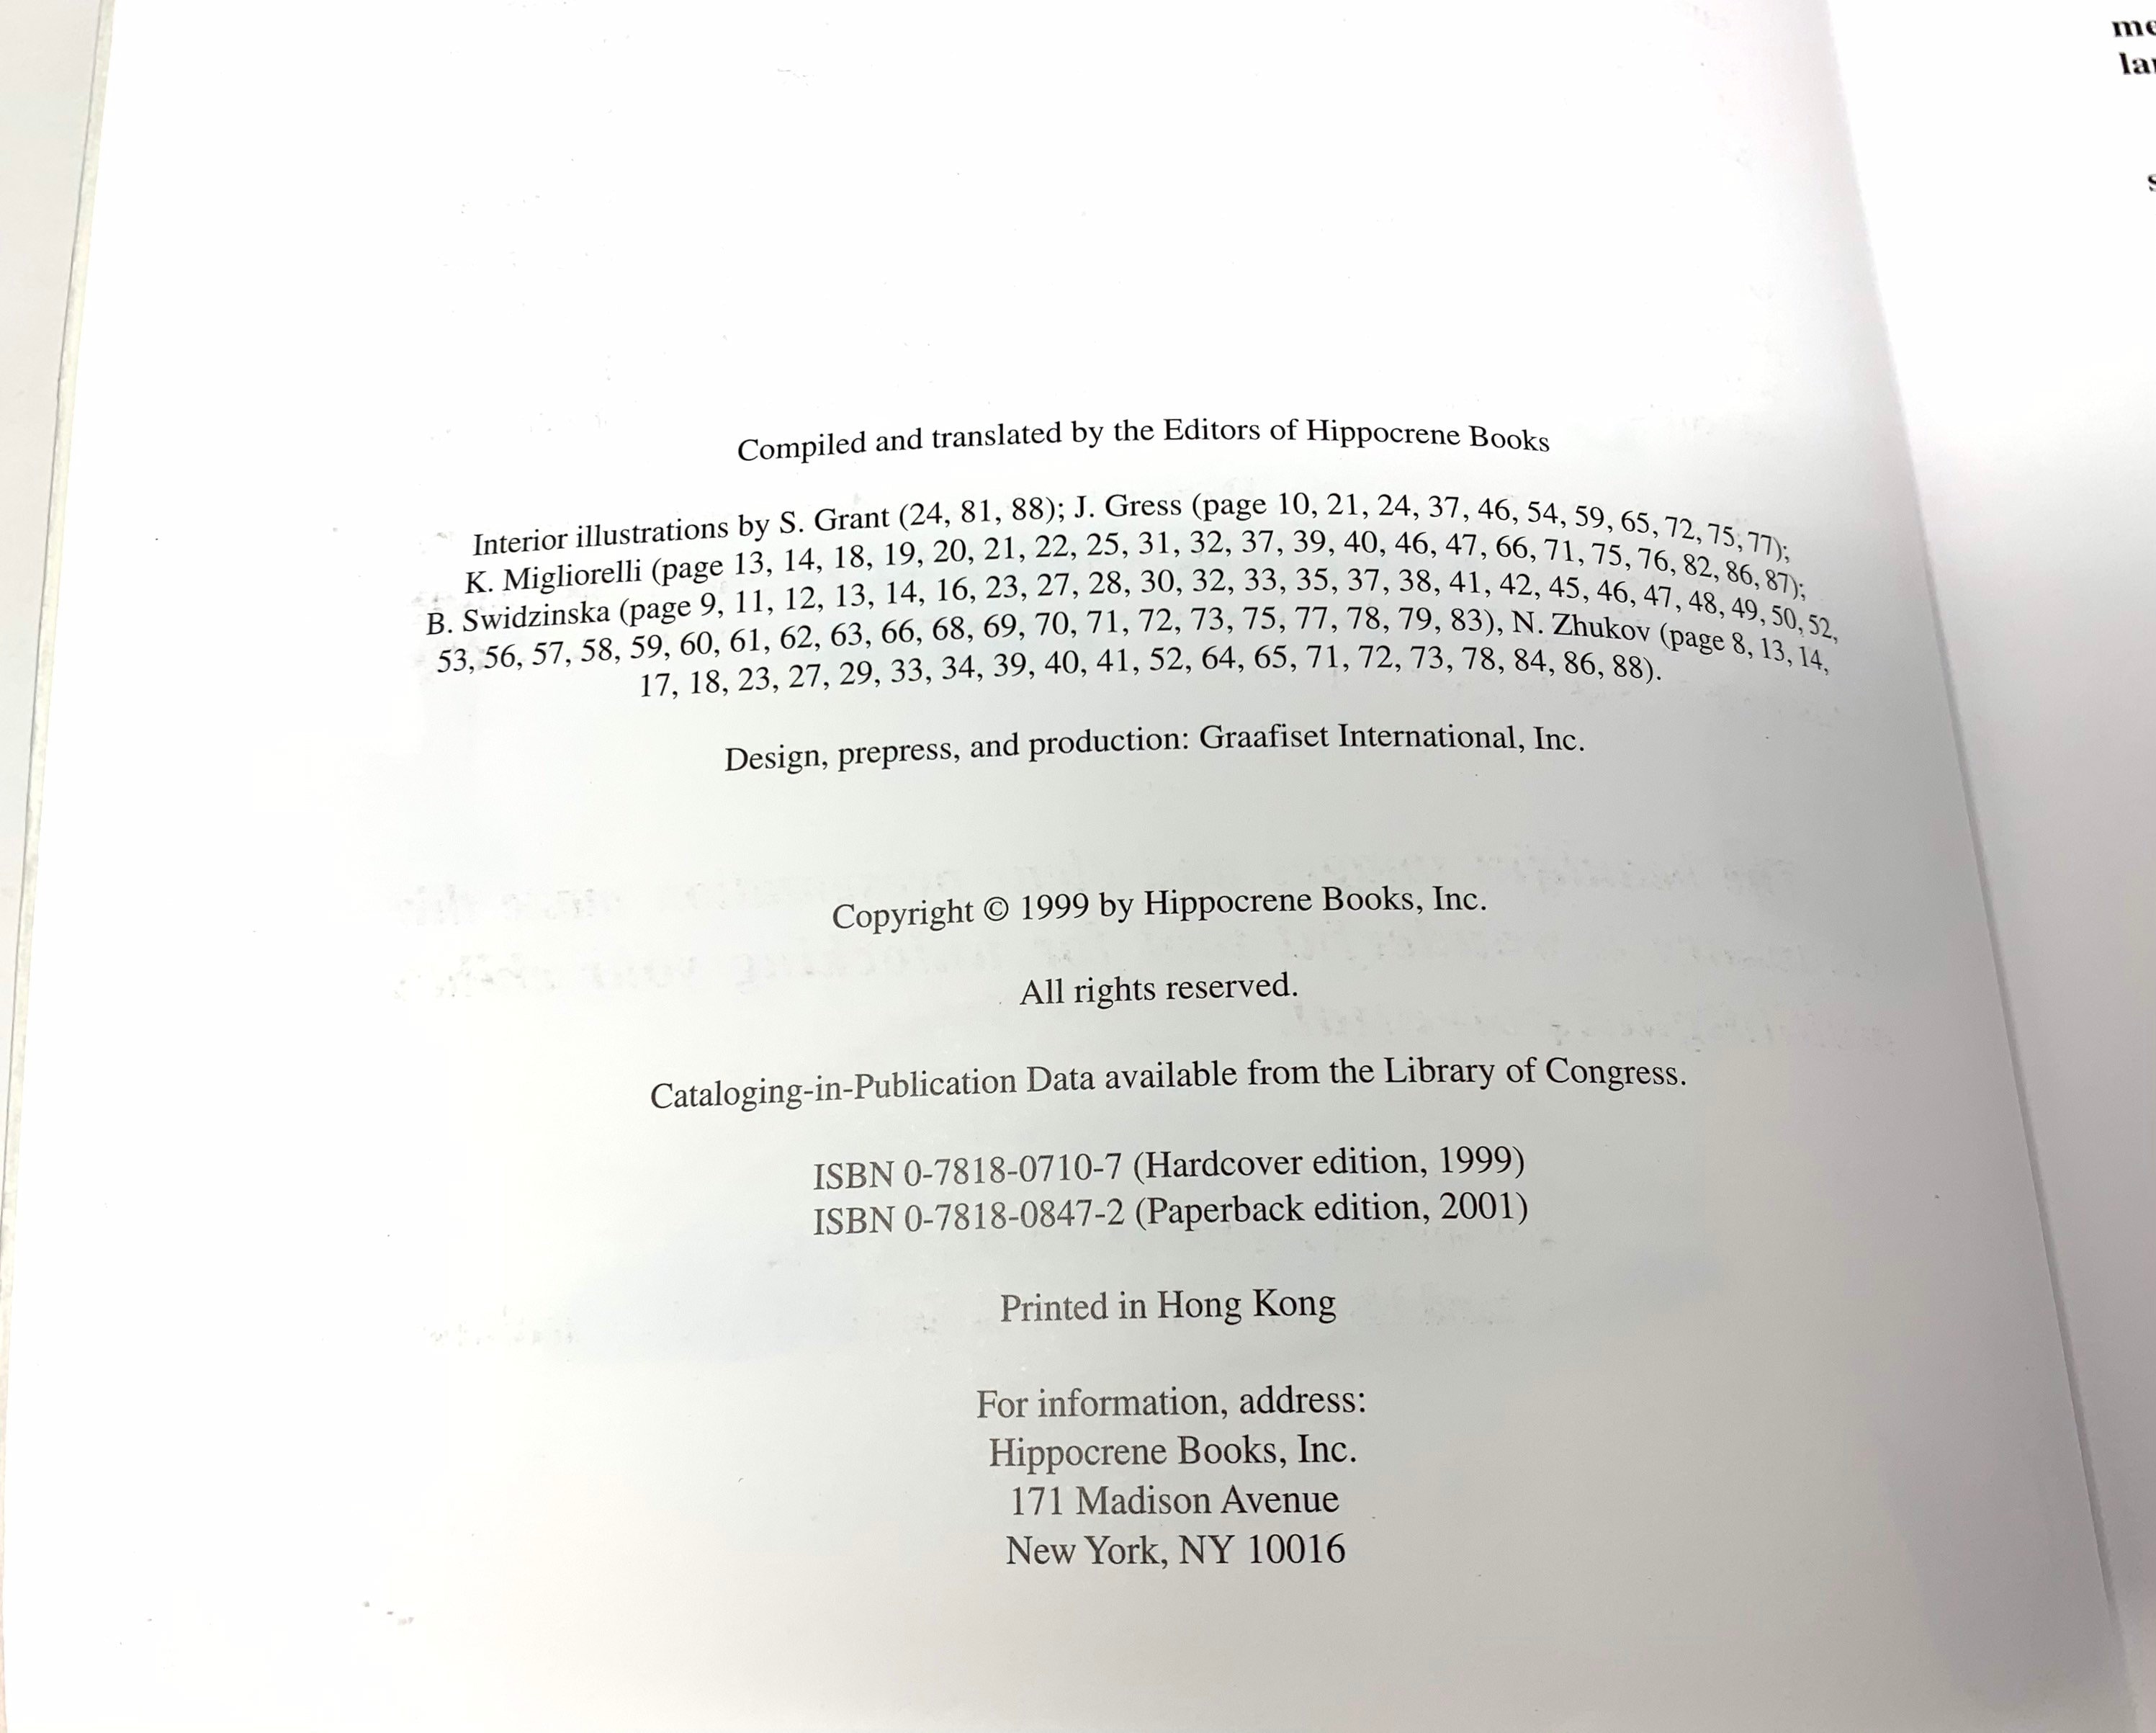 Compiled and translated by the Editors of Hippocrene Books
Interior illustrations by S. Grant (24, 81, 88); J. Gress (page 10, 21, 24, 37, 46, 54, 59, 65, 72, 75, 77);
K. Migliorelli (page 13, 14, 18, 19, 20, 21, 22, 25, 31, 32, 37, 39, 40, 46, 47, 66, 71, 75, 76, 82, 86, 87);
B. Swidzinska (page 9, 11, 12, 13, 14, 16, 23, 27, 28, 30, 32, 33, 35, 37, 38, 41, 42, 45, 46, 47, 48, 49, 50, 52,
53, 56, 57, 58, 59, 60, 61, 62, 63, 66, 68, 69, 70, 71, 72, 73, 75, 77, 78, 79, 83), N. Zhukov (page 8, 13, 14,
17, 18, 23, 27, 29, 33, 34, 39, 40, 41, 52, 64, 65, 71, 72, 73, 78, 84, 86, 88).
Design, prepress, and production: Graafiset International, Inc.
Copyright © 1999 by Hippocrene Books, Inc.
All rights reserved.
Cataloging-in-Publication Data available from the Library of Congress.
ISBN 0-7818-0710-7 (Hardcover edition, 1999)
ISBN 0-7818-0847-2 (Paperback edition, 2001)
Printed in Hong Kong
For information, address:
Hippocrene Books, Inc.
171 Madison Avenue
New York, NY 10016